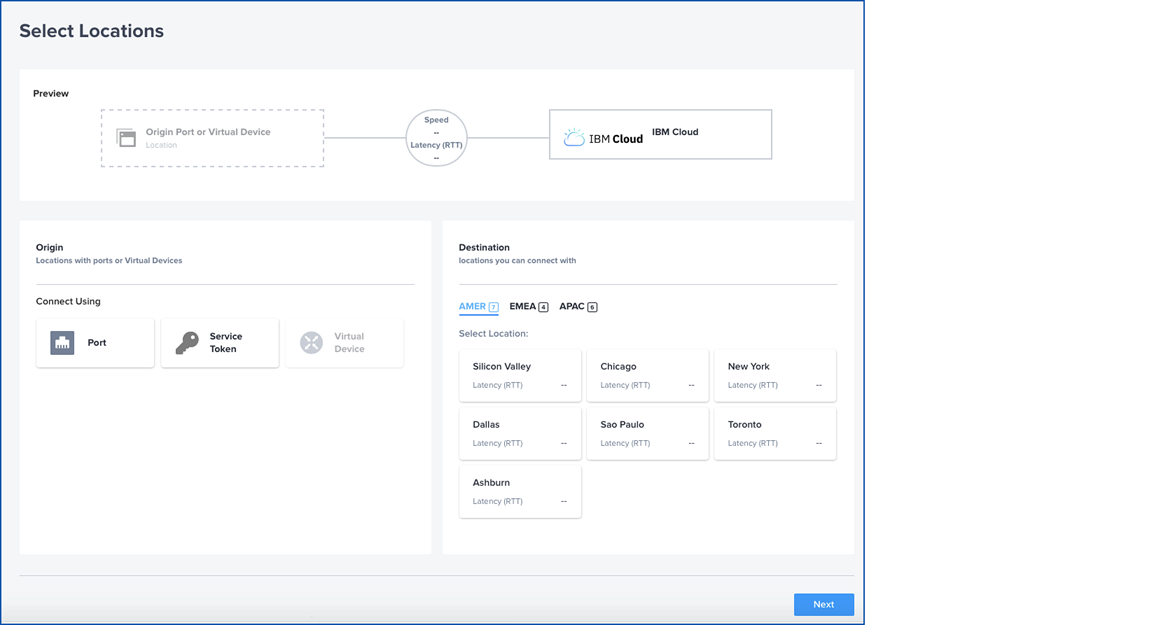 Select Locations
Preview
Origin Port or Virtual Device
Location
Speed
--
Latency (RTT)
--
IBM Cloud
IBM Cloud
Origin
Locations with ports or Virtual Devices
Connect Using
Port
Service
Token
Virtual
Device
Destination
locations you can connect with
AMER 7 EMEA 4 APAC 6
Select Location:
Silicon Valley
Latency (RTT) --
Chicago
Latency (RTT) --
New York
Latency (RTT) --
Dallas
Latency (RTT) --
Sao Paulo
Latency (RTT) --
Toronto
Latency (RTT) --
Ashburn
Latency (RTT) --
Next